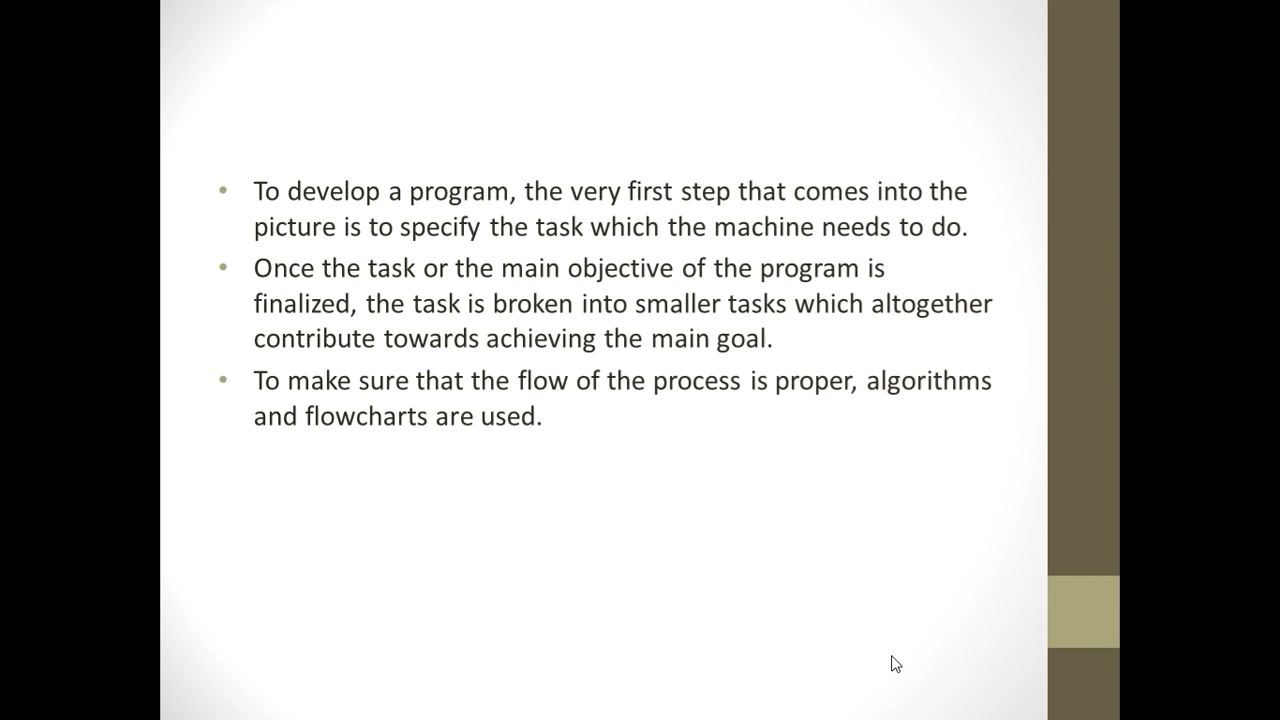 • To develop a program, the very first step that comes into the
picture is to specify the task which the machine needs to do.
• Once the task or the main objective of the program is
finalized, the task is broken into smaller tasks which altogether
contribute towards achieving the main goal.
• To make sure that the flow of the process is proper, algorithms
and flowcharts are used.